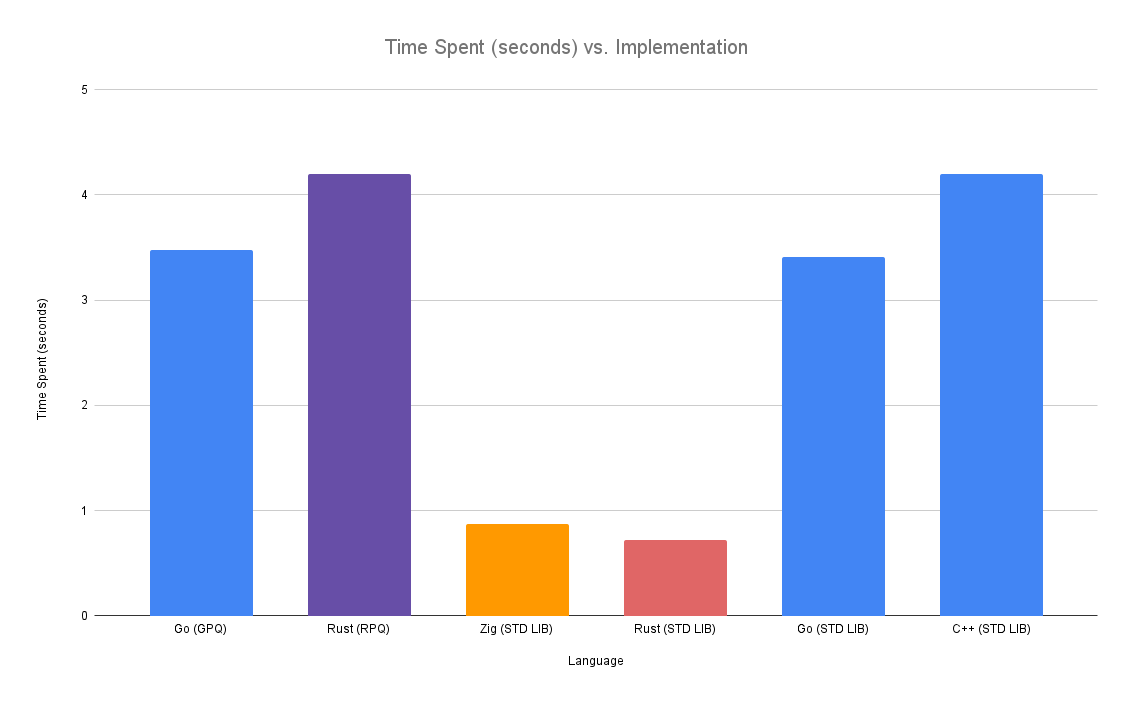 Time Spent (seconds) vs. Implementation
5
4
3
2
1
0
Time Spent (seconds)
Go (GPQ)
Rust (RPQ)
Zig (STD LIB)
Rust (STD LIB)
Go (STD LIB)
C++ (STD LIB)
Language